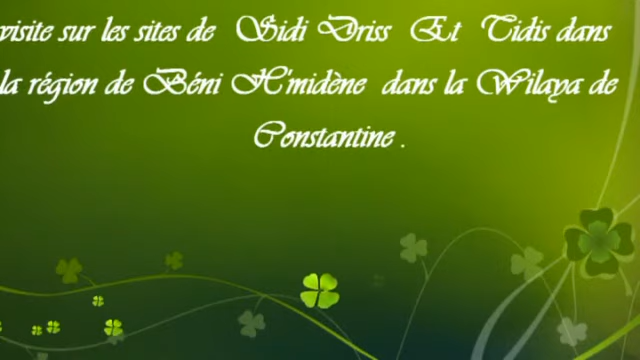 visite sur les sites de Sidi Driss Et Tidis dans
la région de Béni H'midène dans la Wilaya de
Constantine .